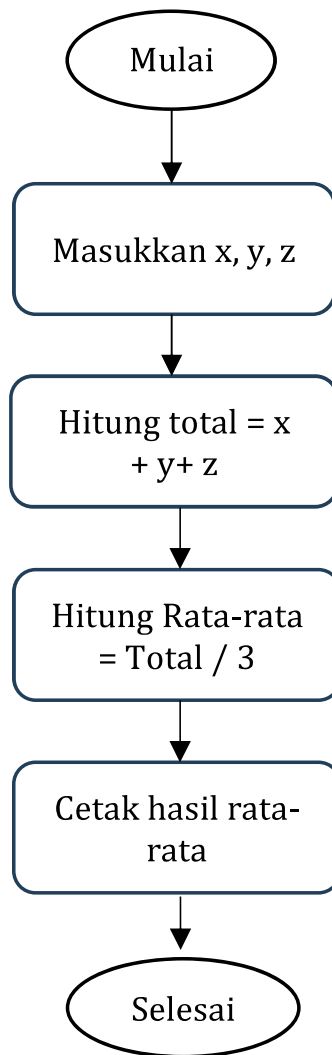 Mulai
Masukkan x, y, z
Hitung total = x
+ y+ z
Hitung Rata-rata
= Total / 3
Cetak hasil rata-
rata
Selesai